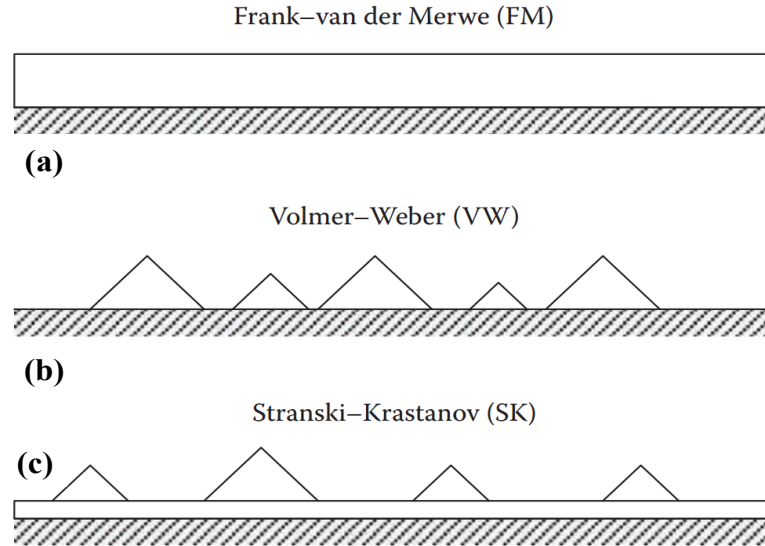 Frank–van der Merwe (FM)
(a)
Volmer–Weber (VW)
(b)
Stranski–Krastanov (SK)
(c)